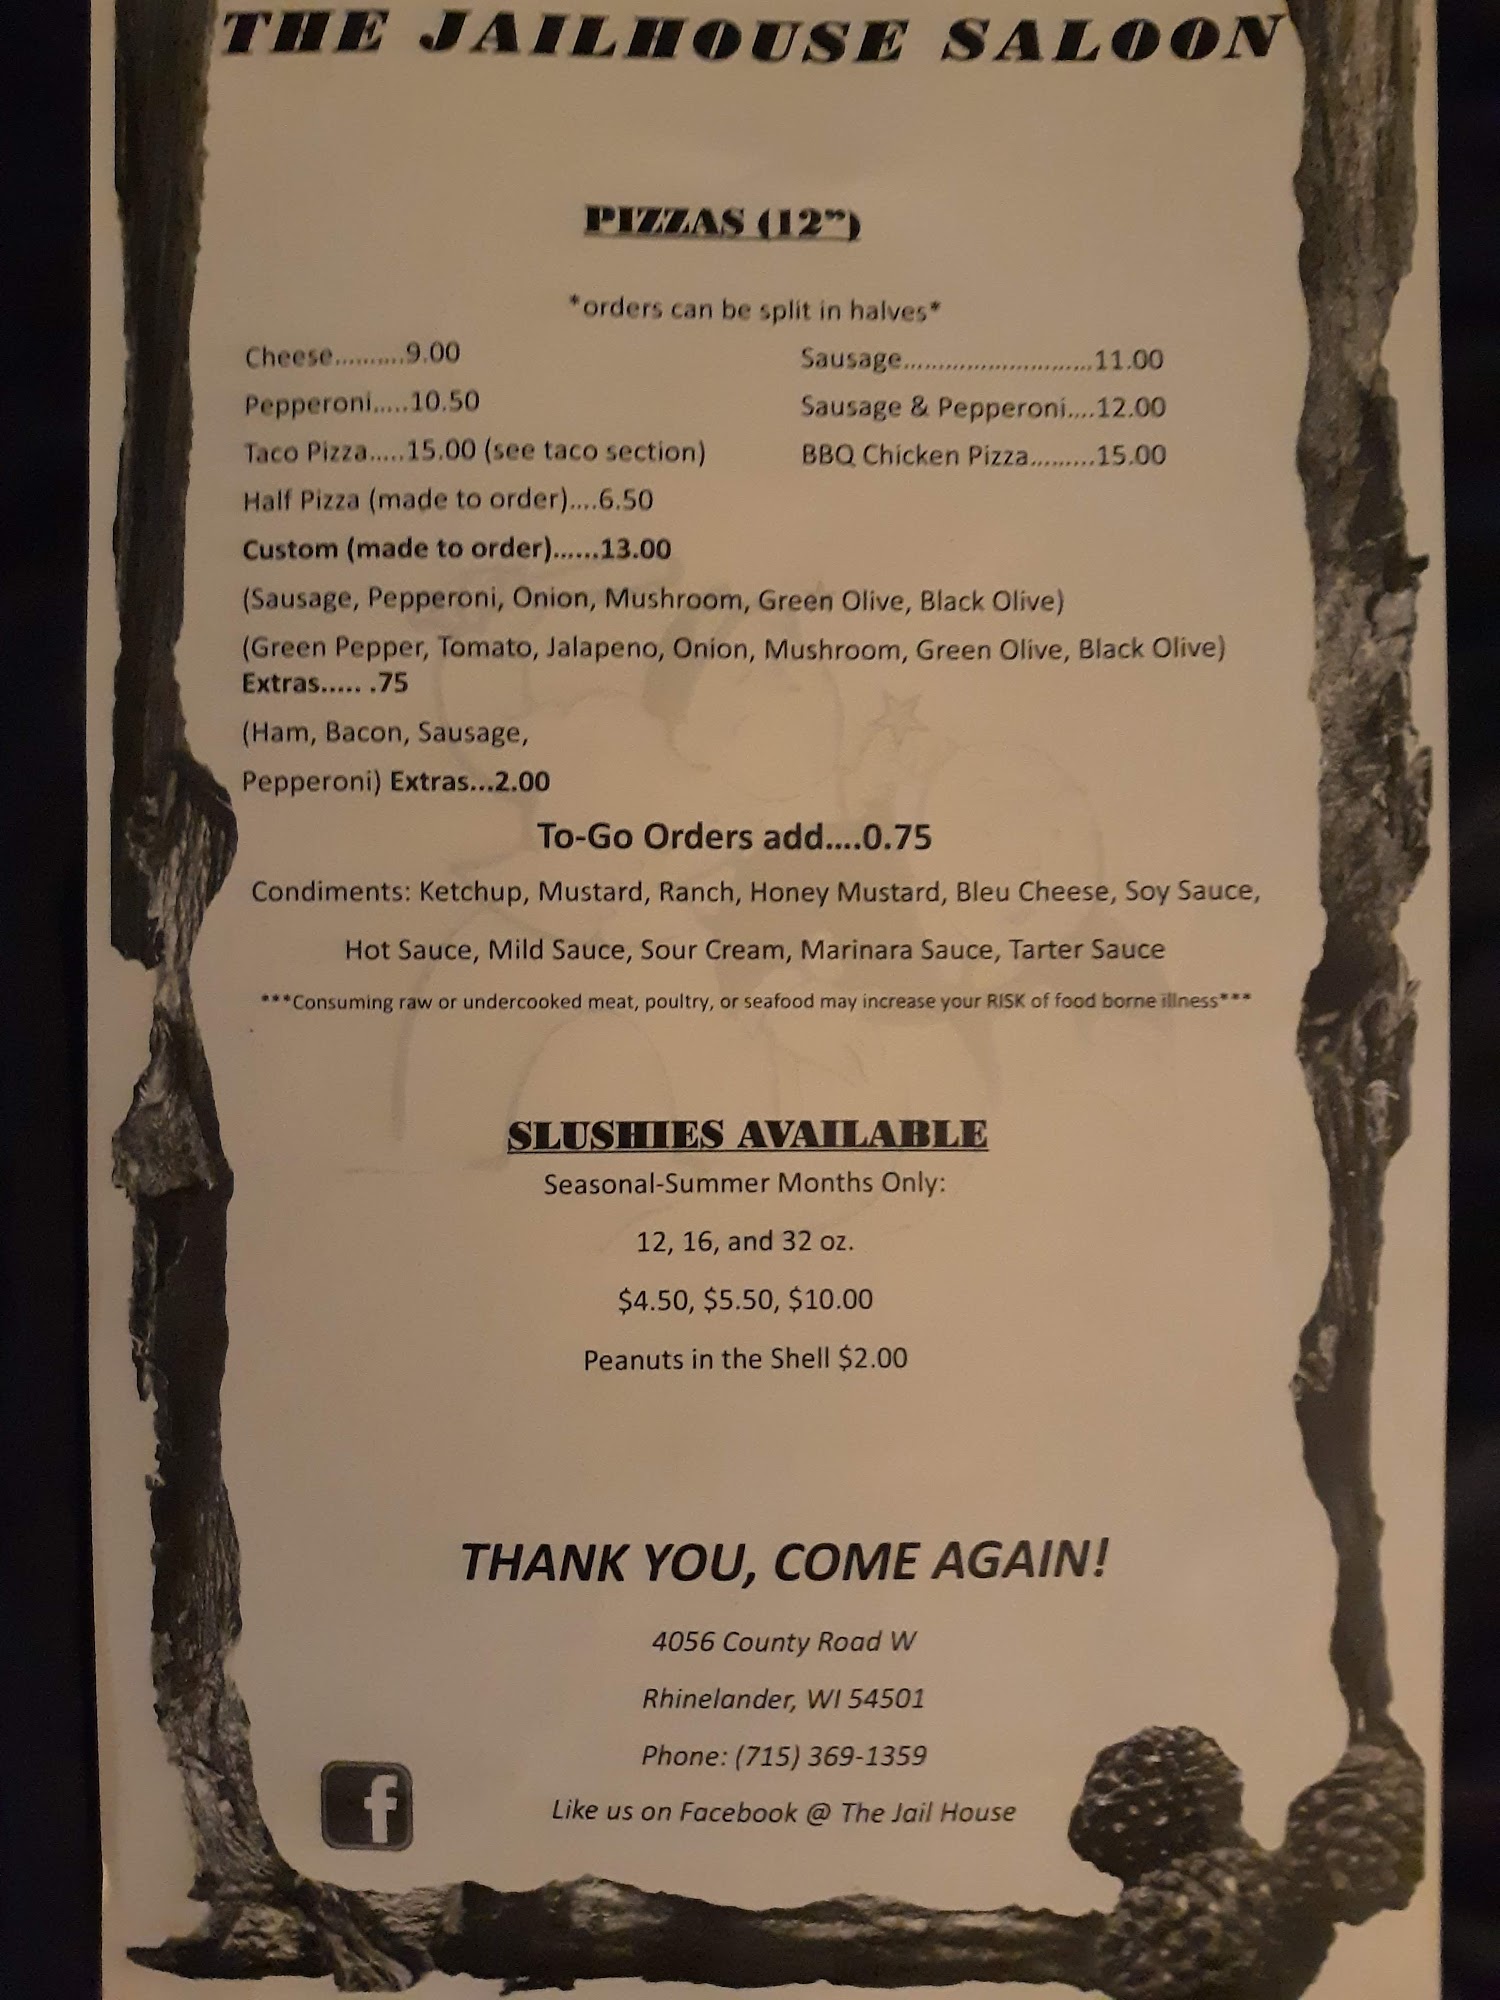 THE JAILHOUSE SALOON
PIZZAS (12”)
*orders can be split in halves*
Cheese..........9.00
Sausage...........................11.00
Pepperoni.....10.50
Sausage & Pepperoni....12.00
Taco Pizza.....15.00 (see taco section)
BBQ Chicken Pizza.........15.00
Half Pizza (made to order)....6.50
Custom (made to order)......13.00
(Sausage, Pepperoni, Onion, Mushroom, Green Olive, Black Olive)
(Green Pepper, Tomato, Jalapeno, Onion, Mushroom, Green Olive, Black Olive)
Extras..... .75
(Ham, Bacon, Sausage,
Pepperoni) Extras...2.00
To-Go Orders add....0.75
Condiments: Ketchup, Mustard, Ranch, Honey Mustard, Bleu Cheese, Soy Sauce,
Hot Sauce, Mild Sauce, Sour Cream, Marinara Sauce, Tarter Sauce
***Consuming raw or undercooked meat, poultry, or seafood may increase your RISK of food borne illness***
SLUSHIES AVAILABLE
Seasonal-Summer Months Only:
12, 16, and 32 oz.
$4.50, $5.50, $10.00
Peanuts in the Shell $2.00
THANK YOU, COME AGAIN!
4056 County Road W
Rhinelander, WI 54501
Phone: (715) 369-1359
Like us on Facebook @ The Jail House
f